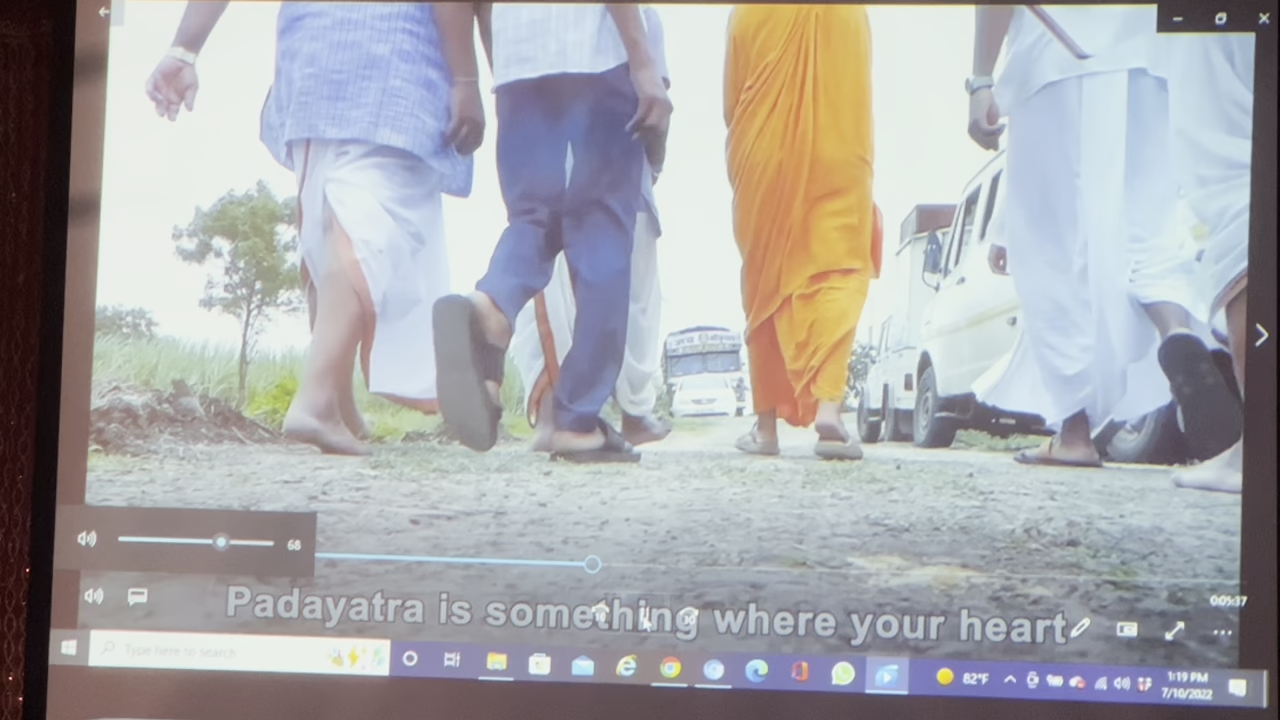 68
0:05:37
Padayatra is something where your heart
Type here to search
82°F
1:19 PM
7/10/2022